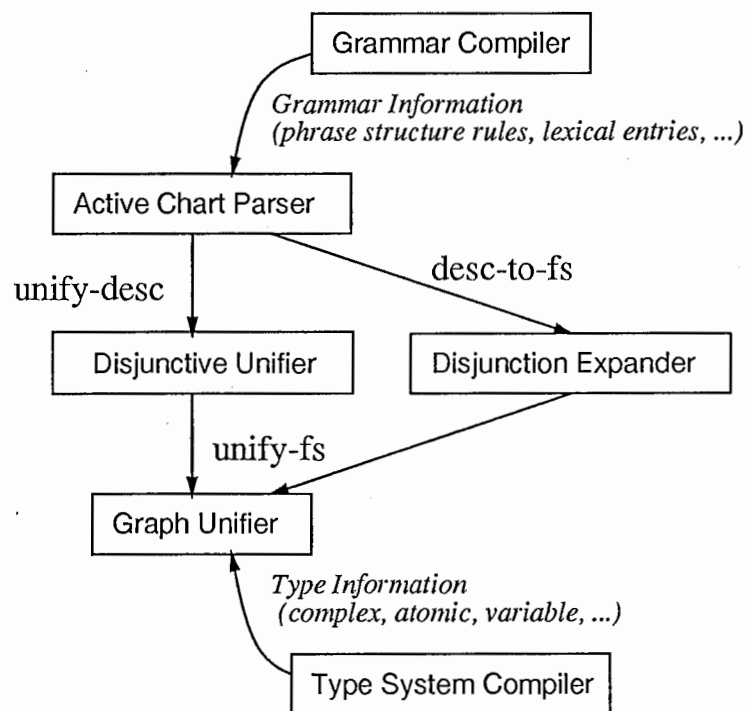 Grammar Compiler
Grammar Information
(phrase structure rules, lexical entries, ...)
Active Chart Parser
unify-desc
desc-to-fs
Disjunctive Unifier
Disjunction Expander
unify-fs
Graph Unifier
Type Information
(complex, atomic, variable, ...)
Type System Compiler